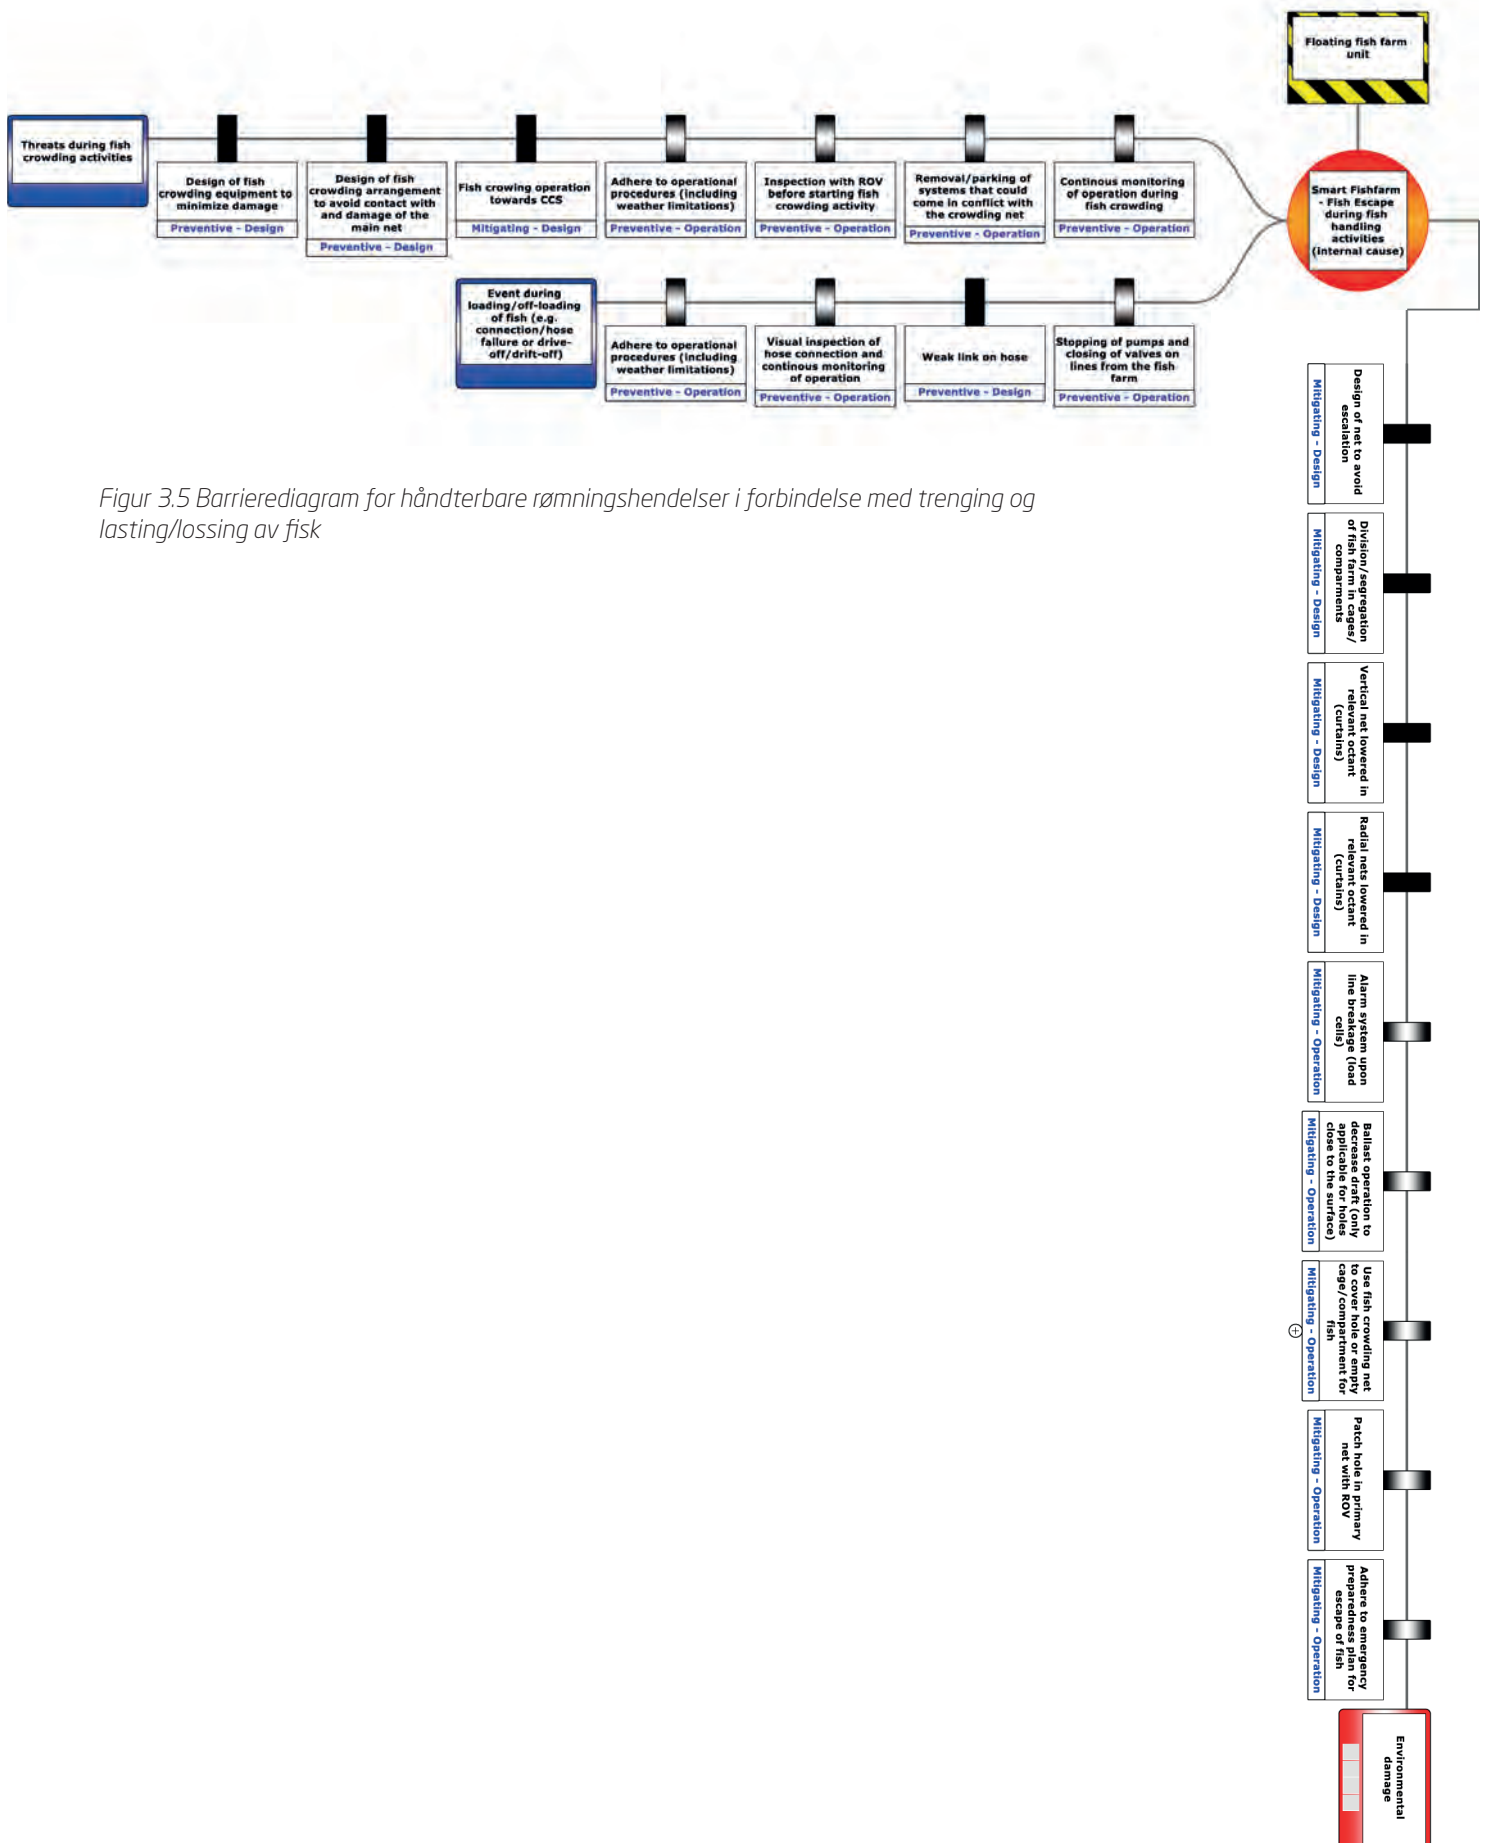 Floating fish farm
unit
Threats during fish
crowding activities
Design of fish
crowding equipment to
minimize damage
Preventive - Design
Design of fish
crowding arrangement
to avoid contact with
and damage of the
main net
Preventive - Design
Fish crowing operation
towards CCS
Mitigating - Design
Adhere to operational
procedures (including
weather limitations)
Preventive - Operation
Inspection with ROV
before starting fish
crowding activity
Preventive - Operation
Removal/parking of
systems that could
come in conflict with
the crowding net
Preventive - Operation
Continous monitoring
of operation during
fish crowding
Preventive - Operation
Smart Fishfarm
- Fish Escape
during fish
handling
activities
(internal cause)
Event during
loading/off-loading
of fish (e.g.
connection/hose
failure or drive-
off/drift-off)
Adhere to operational
procedures (including
weather limitations)
Preventive - Operation
Visual inspection of
hose connection and
continous monitoring
of operation
Preventive - Operation
Weak link on hose
Preventive - Design
Stopping of pumps and
closing of valves on
lines from the fish
farm
Preventive - Operation
Design of net to avoid
escalation
Mitigating - Design
Division/segregation
of fish farm in cages/
comparments
Mitigating - Design
Vertical net lowered in
relevant octant
(curtains)
Mitigating - Design
Radial nets lowered in
relevant octant
(curtains)
Mitigating - Design
Alarm system upon
line breakage (load
cells)
Mitigating - Operation
Ballast operation to
decrease draft (only
applicable for holes
close to the surface)
Mitigating - Operation
Use fish crowding net
to cover hole or empty
cage/compartment for
fish
Mitigating - Operation
Patch hole in primary
net with ROV
Mitigating - Operation
Adhere to emergency
preparedness plan for
escape of fish
Mitigating - Operation
Environmental
damage
Figur 3.5 Barrierediagram for håndterbare rømningshendelser i forbindelse med trenging og
lasting/lossing av fisk